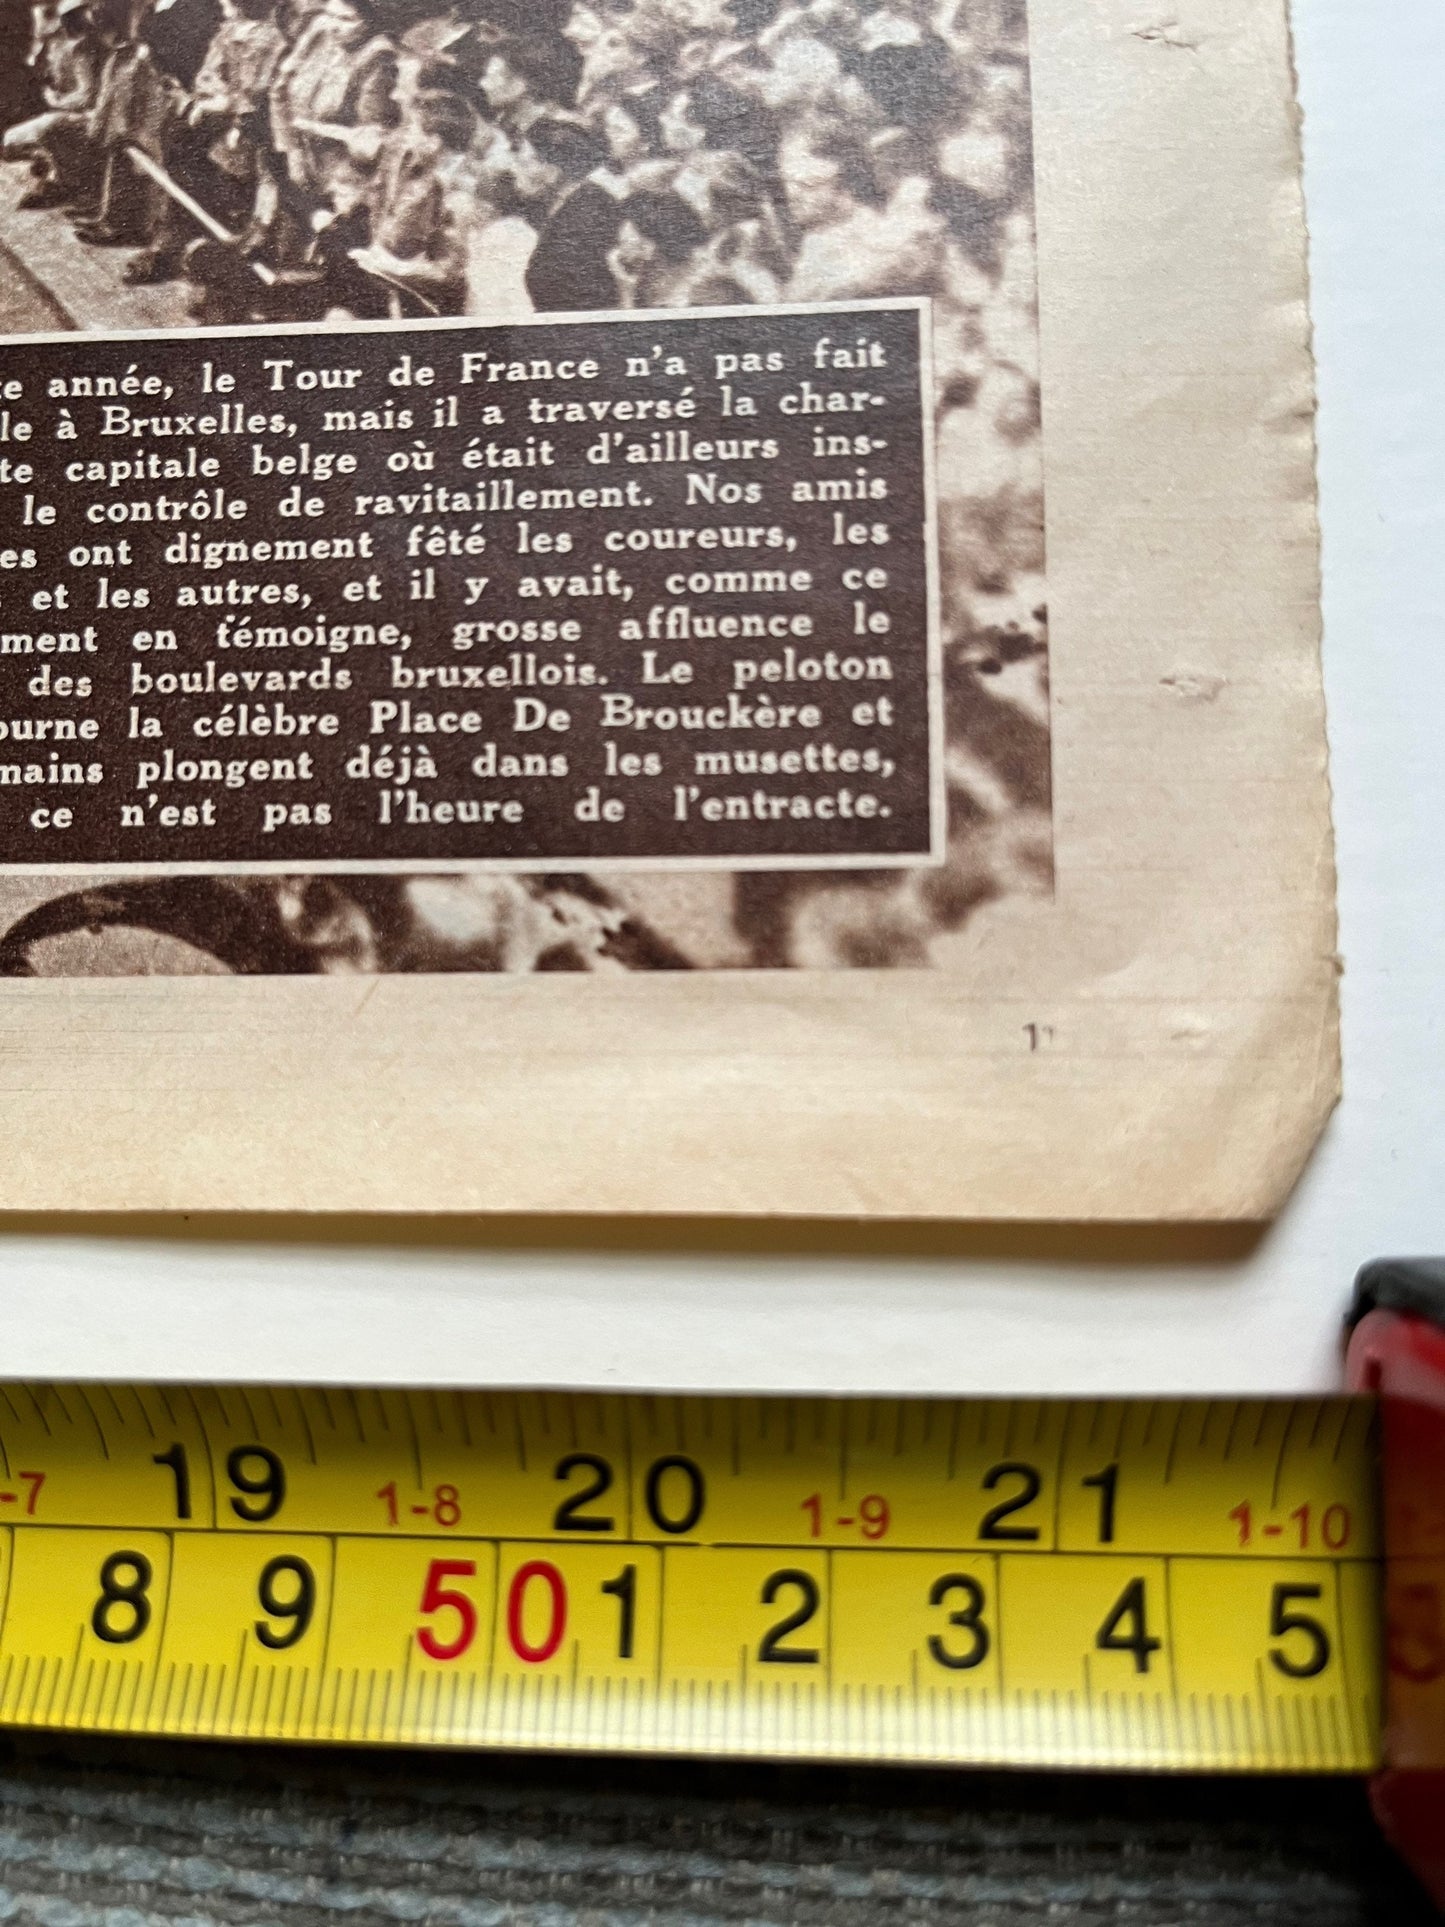 année, le Tour de France n'a pas fait
à Bruxelles, mais il a traversé la char-
te capitale belge où était d'ailleurs ins-
le contrôle de ravitaillement. Nos amis
es ont dignement fêté les coureurs, les
et les autres, et il y avait, comme ce
ment en témoigne, grosse affluence le
des boulevards bruxellois. Le peloton
ourne la célèbre Place De Brouckère et
mains plongent déjà dans les musettes,
ce n'est pas l'heure de l'entracte.
-7 19 1-8 20 1-9 21 1-10
8 9 50 1 2 3 4 5